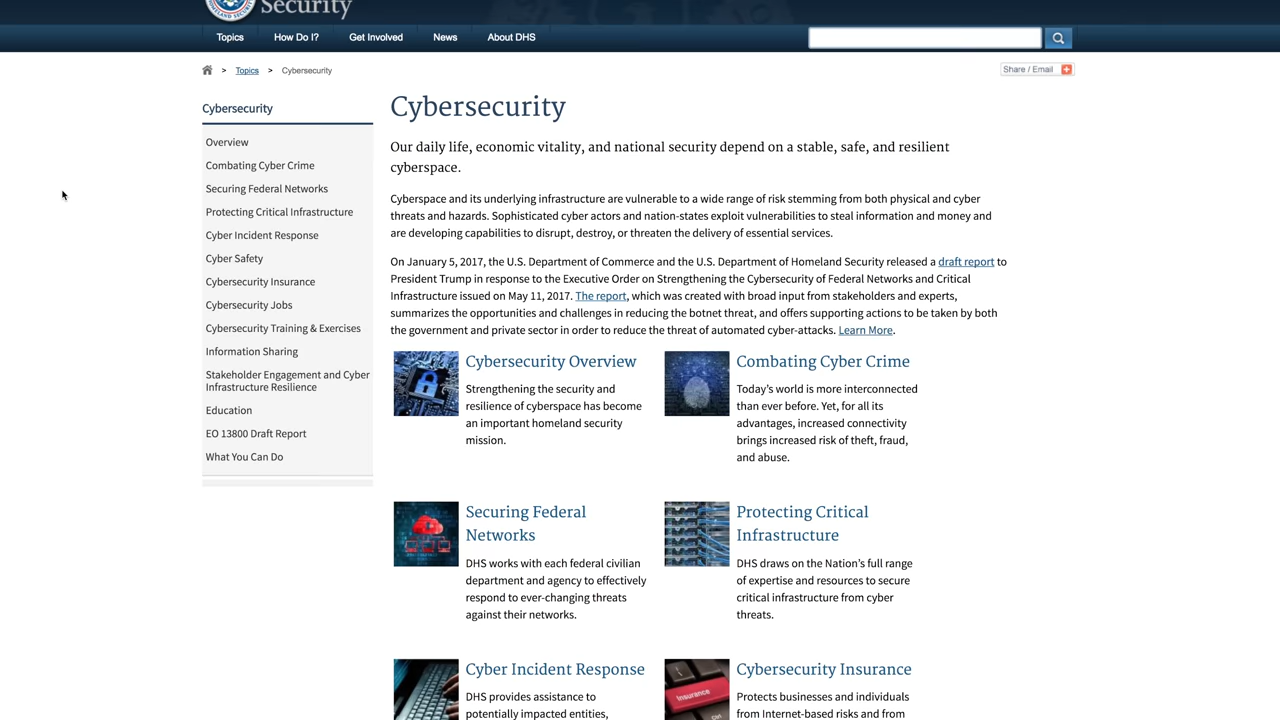 Security
Topics
How Do I?
Get Involved
News
About DHS
> Topics > Cybersecurity
Share / Email
Cybersecurity
Overview
Combating Cyber Crime
Securing Federal Networks
Protecting Critical Infrastructure
Cyber Incident Response
Cyber Safety
Cybersecurity Insurance
Cybersecurity Jobs
Cybersecurity Training & Exercises
Information Sharing
Stakeholder Engagement and Cyber
Infrastructure Resilience
Education
EO 13800 Draft Report
What You Can Do
Cybersecurity
Our daily life, economic vitality, and national security depend on a stable, safe, and resilient
cyberspace.
Cyberspace and its underlying infrastructure are vulnerable to a wide range of risk stemming from both physical and cyber
threats and hazards. Sophisticated cyber actors and nation-states exploit vulnerabilities to steal information and money and
are developing capabilities to disrupt, destroy, or threaten the delivery of essential services.
On January 5, 2017, the U.S. Department of Commerce and the U.S. Department of Homeland Security released a draft report to
President Trump in response to the Executive Order on Strengthening the Cybersecurity of Federal Networks and Critical
Infrastructure issued on May 11, 2017. The report, which was created with broad input from stakeholders and experts,
summarizes the opportunities and challenges in reducing the botnet threat, and offers supporting actions to be taken by both
the government and private sector in order to reduce the threat of automated cyber-attacks. Learn More.
Cybersecurity Overview
Strengthening the security and
resilience of cyberspace has become
an important homeland security
mission.
Combating Cyber Crime
Today's world is more interconnected
than ever before. Yet, for all its
advantages, increased connectivity
brings increased risk of theft, fraud,
and abuse.
Securing Federal
Networks
DHS works with each federal civilian
department and agency to effectively
respond to ever-changing threats
against their networks.
Protecting Critical
Infrastructure
DHS draws on the Nation's full range
of expertise and resources to secure
critical infrastructure from cyber
threats.
Cyber Incident Response
DHS provides assistance to
potentially impacted entities,
Insurance
Ctrl
Cybersecurity Insurance
Protects businesses and individuals
from Internet-based risks and from